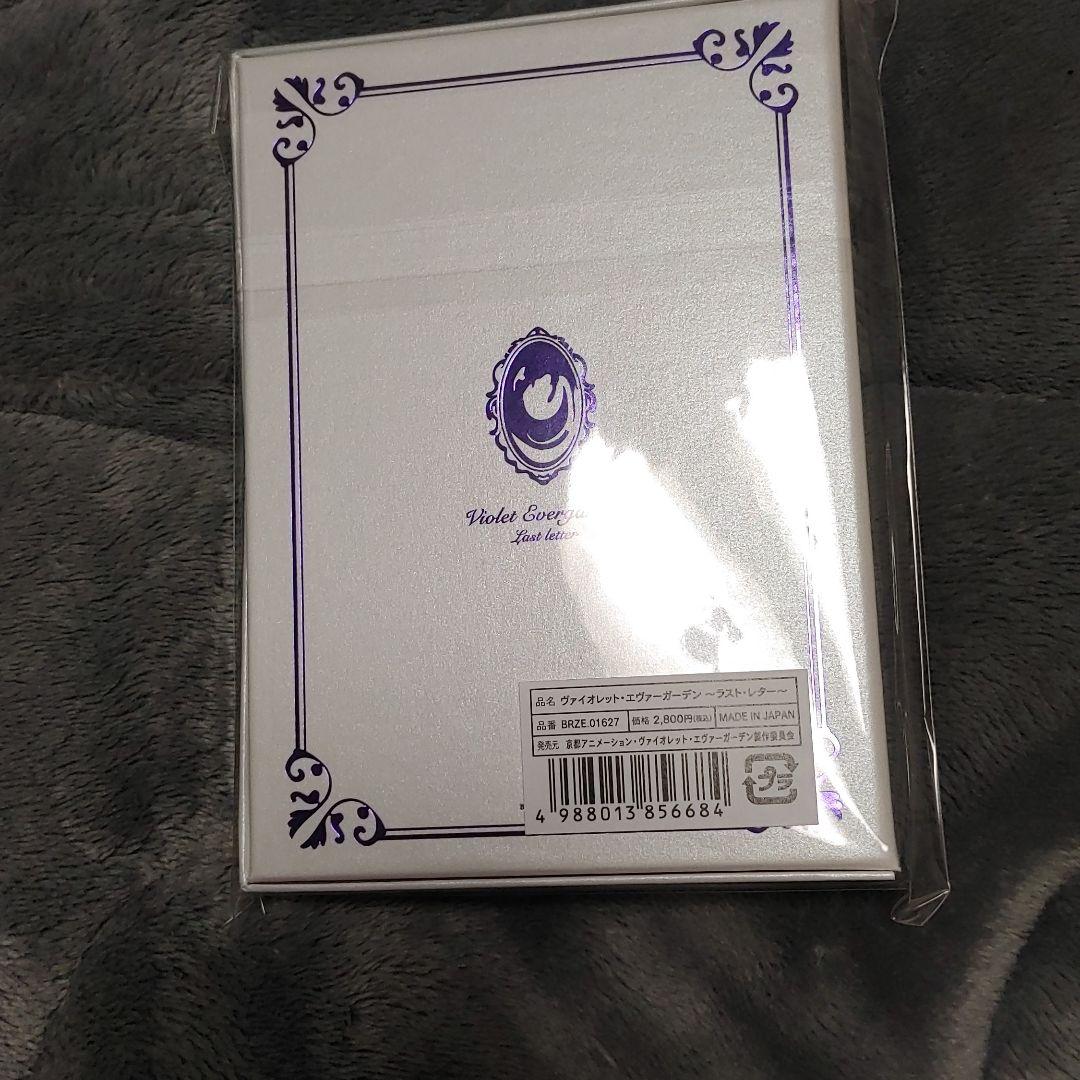 Violet
Last letter
品名 ヴァイオレット・エヴァーガーデン ～ラスト・レター～
品番 BRZE.01627 価格 2,800円(税込) MADE IN JAPAN
発売元 京都アニメーション・ヴァイオレット・エヴァーガーデン製作委員会
4 988013 856684
プラ